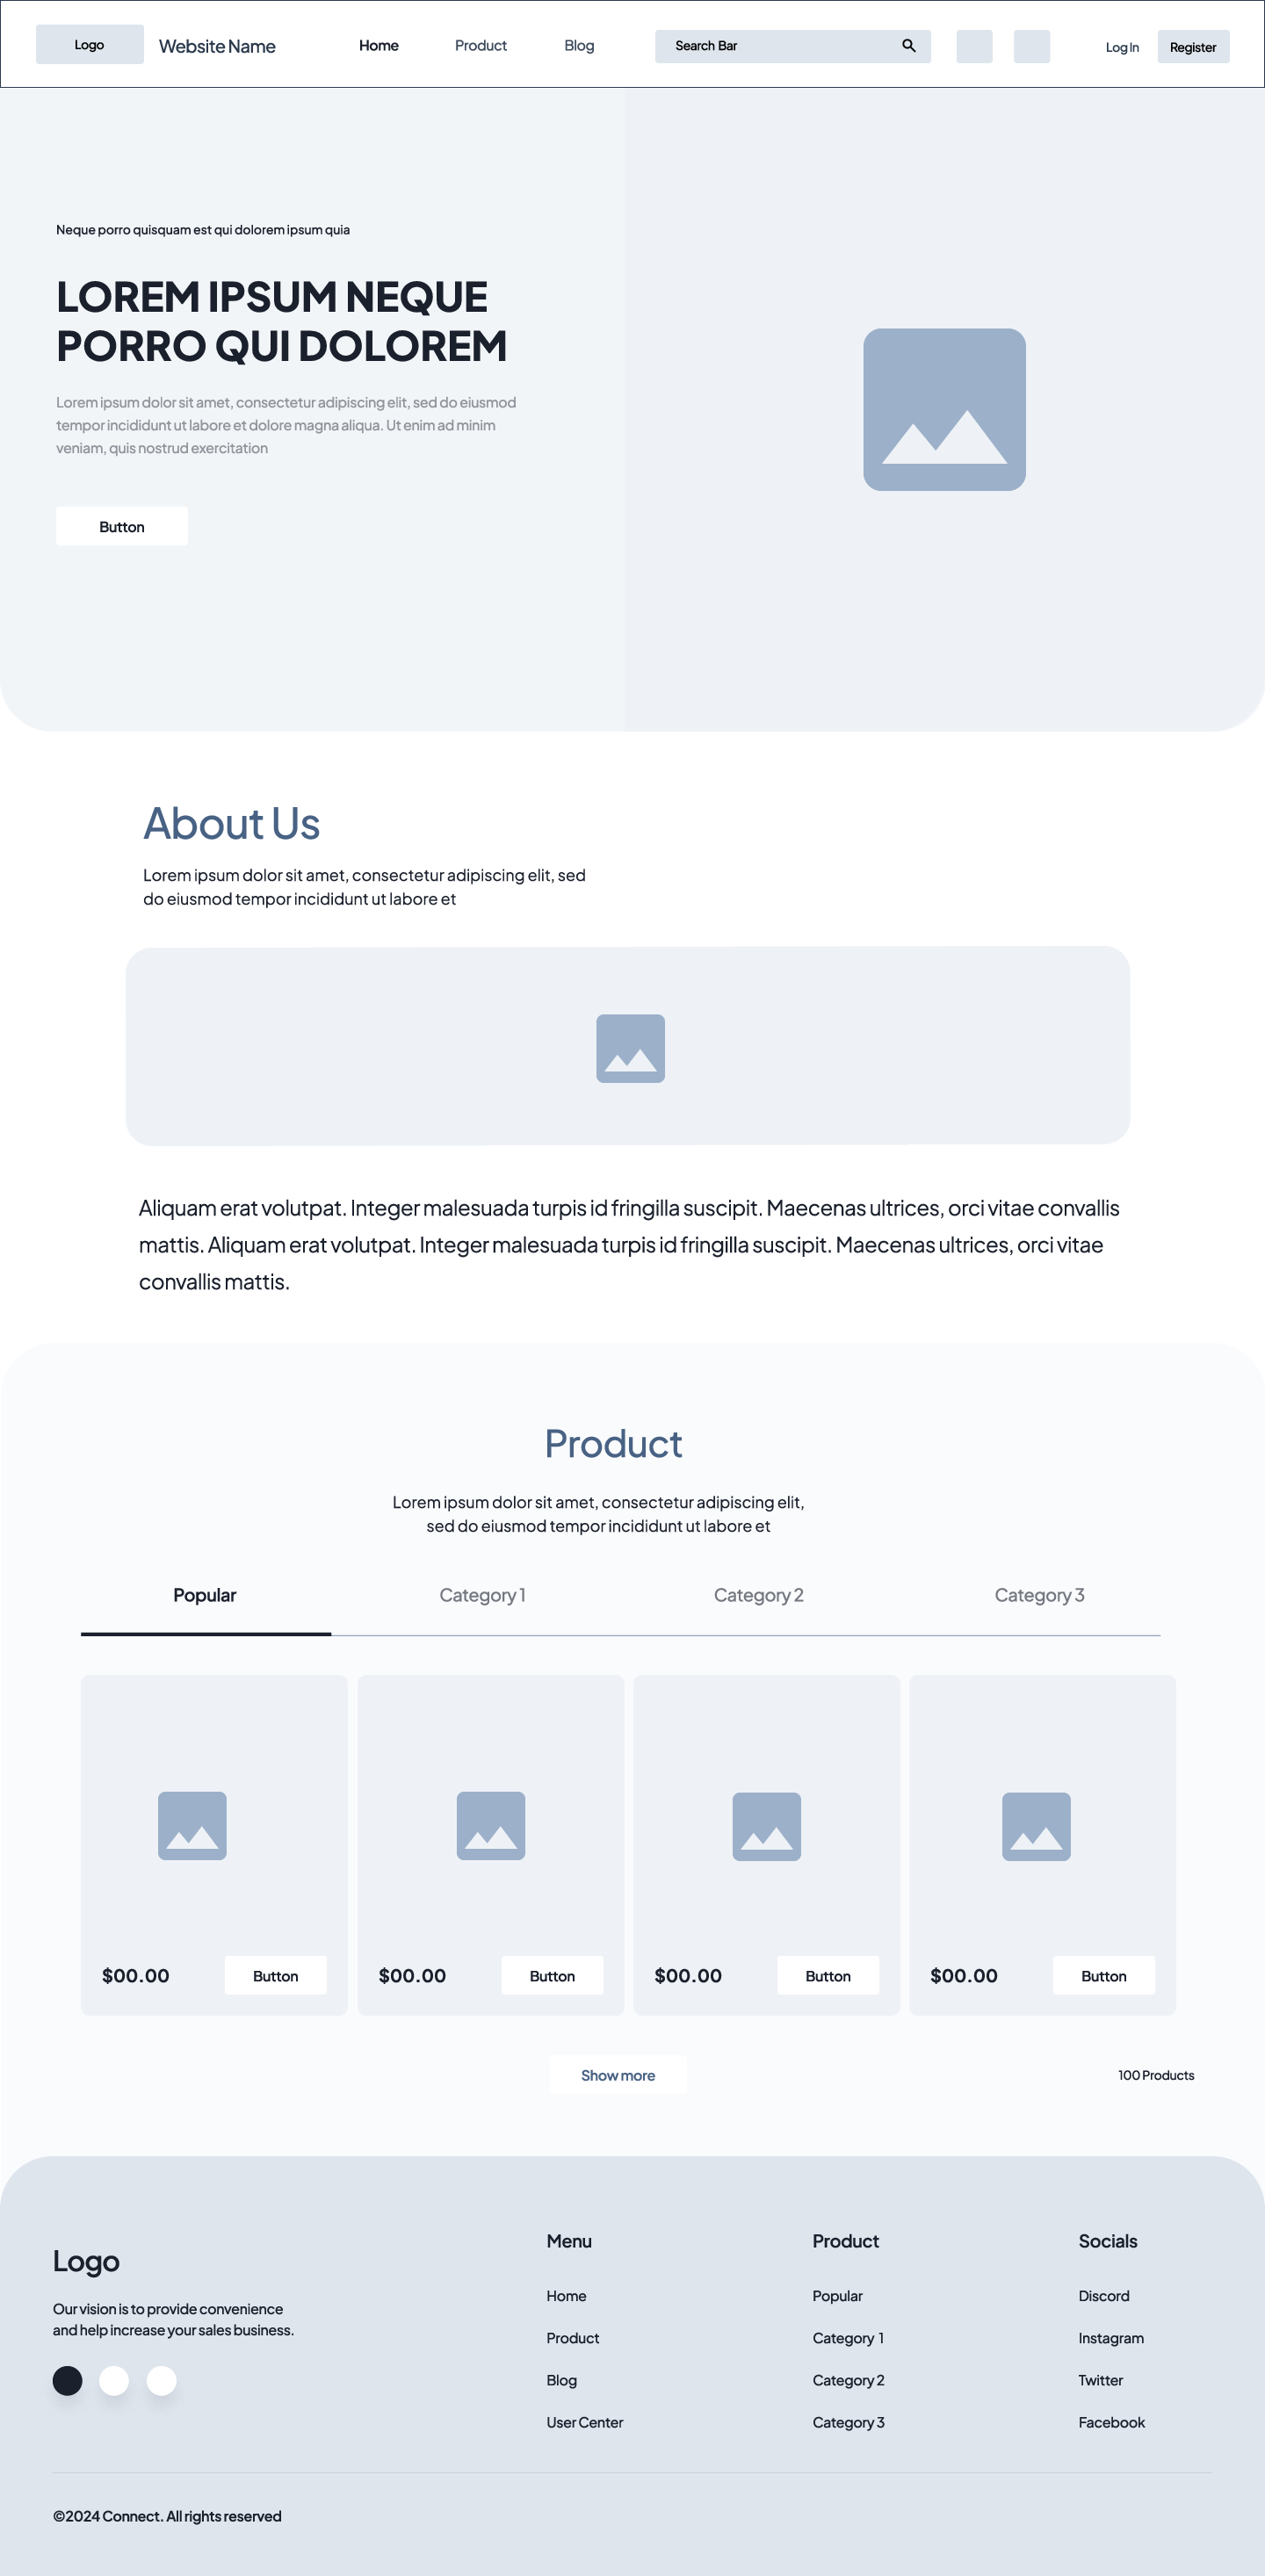 Logo
Website Name
Home
Product
Blog
Search Bar
Log In
Register
Neque porro quisquam est qui dolorem ipsum quia
LOREM IPSUM NEQUE
PORRO QUI DOLOREM
Lorem ipsum dolor sit amet, consectetur adipiscing elit, sed do eiusmod
tempor incididunt ut labore et dolore magna aliqua. Ut enim ad minim
veniam, quis nostrud exercitation
Button
About Us
Lorem ipsum dolor sit amet, consectetur adipiscing elit, sed
do eiusmod tempor incididunt ut labore et
Aliquam erat volutpat. Integer malesuada turpis id fringilla suscipit. Maecenas ultrices, orci vitae convallis
mattis. Aliquam erat volutpat. Integer malesuada turpis id fringilla suscipit. Maecenas ultrices, orci vitae
convallis mattis.
Product
Lorem ipsum dolor sit amet, consectetur adipiscing elit,
sed do eiusmod tempor incididunt ut labore et
Popular
Category 1
Category 2
Category 3
$00.00
Button
$00.00
Button
$00.00
Button
$00.00
Button
Show more
100 Products
Logo
Our vision is to provide convenience
and help increase your sales business.
Menu
Home
Product
Blog
User Center
Product
Popular
Category 1
Category 2
Category 3
Socials
Discord
Instagram
Twitter
Facebook
©2024 Connect. All rights reserved